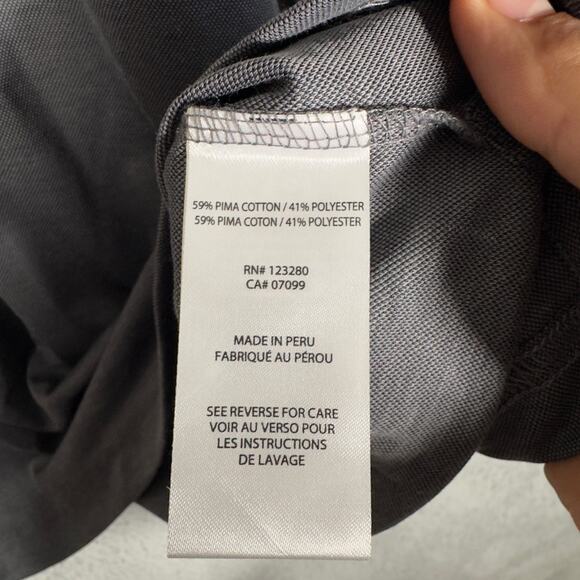 59% PIMA COTTON / 41% POLYESTER
59% PIMA COTON / 41% POLYESTER
RN# 123280
CA# 07099
MADE IN PERU
FABRIQUÉ AU PÉROU
SEE REVERSE FOR CARE
VOIR AU VERSO POUR
LES INSTRUCTIONS
DE LAVAGE